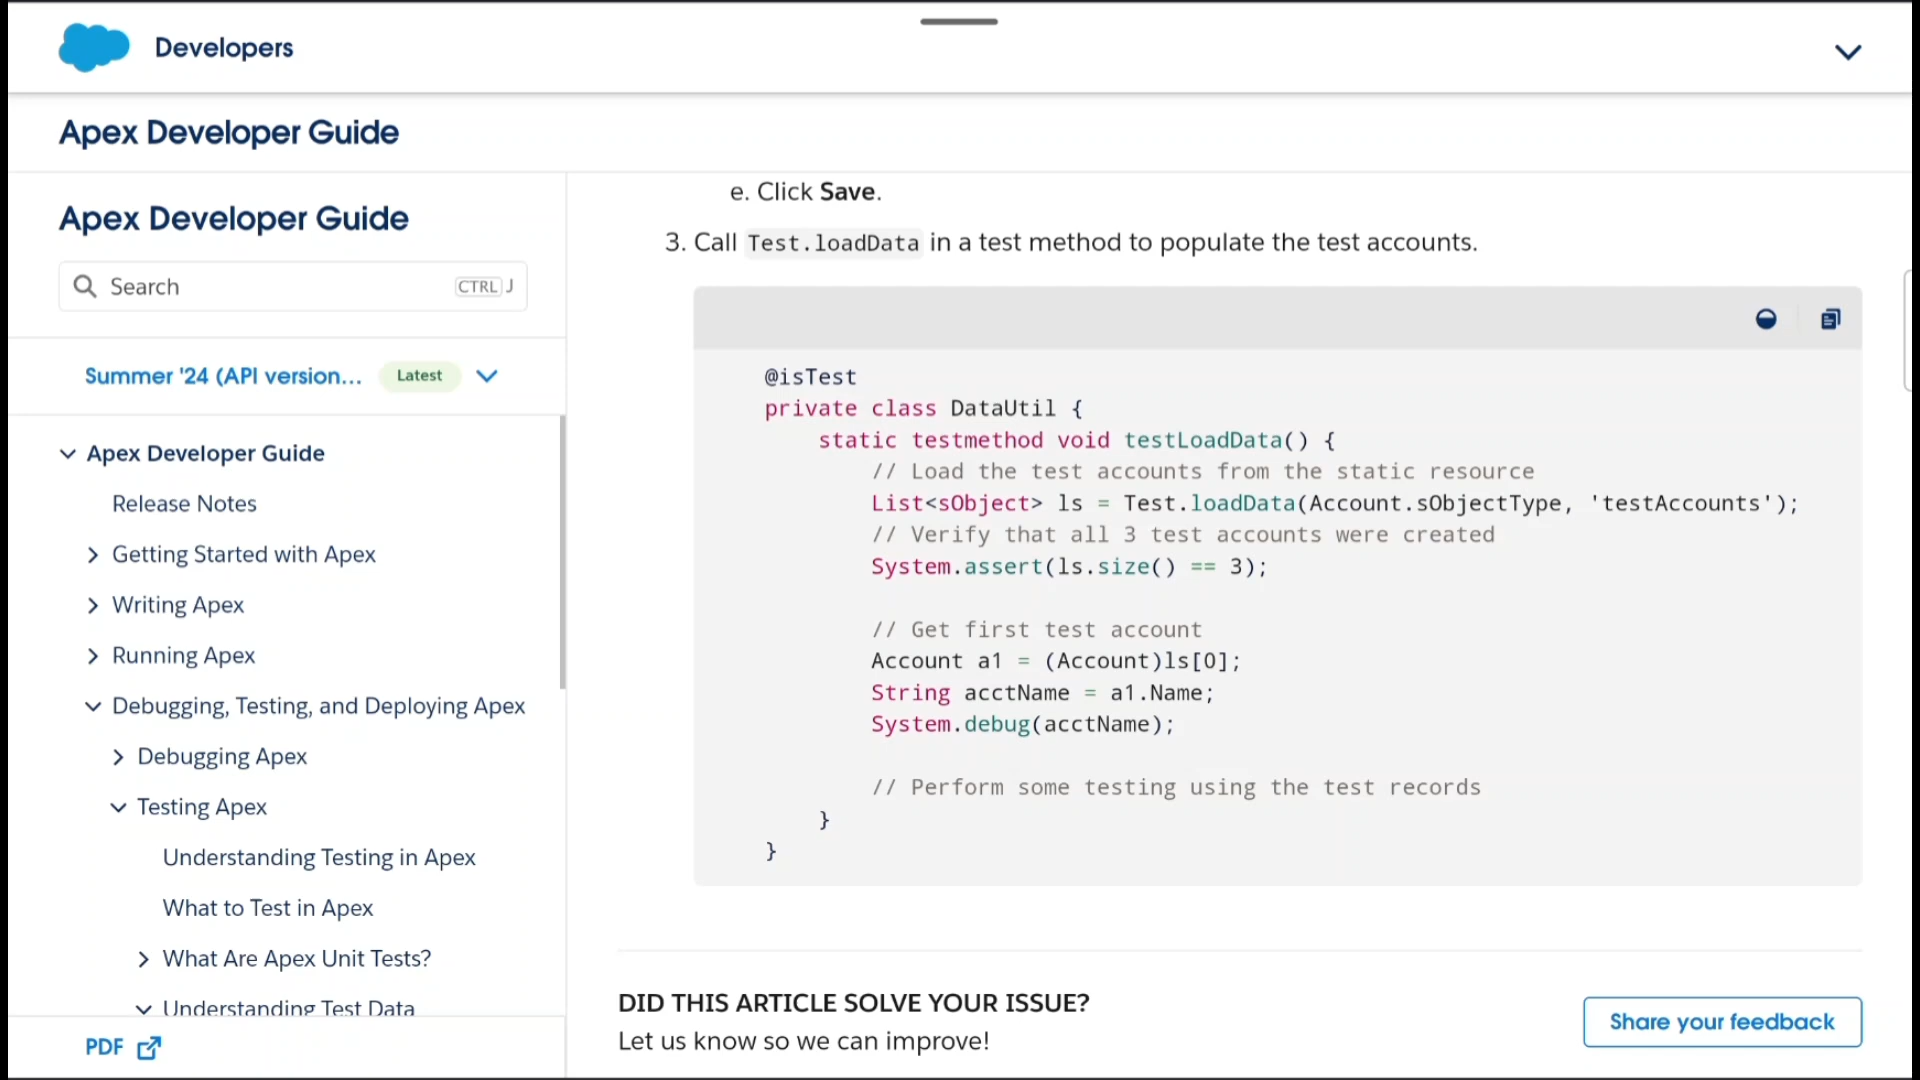 Developers
Apex Developer Guide
Apex Developer Guide
Search CTRL J
Summer '24 (API version... Latest
Apex Developer Guide
Release Notes
Getting Started with Apex
Writing Apex
Running Apex
Debugging, Testing, and Deploying Apex
Debugging Apex
Testing Apex
Understanding Testing in Apex
What to Test in Apex
What Are Apex Unit Tests?
Understanding Test Data
PDF
e. Click Save.
3. Call Test.loadData in a test method to populate the test accounts.
@isTest
private class DataUtil {
    static testmethod void testLoadData() {
        // Load the test accounts from the static resource
        List<sObject> ls = Test.loadData(Account.sObjectType, 'testAccounts');
        // Verify that all 3 test accounts were created
        System.assert(ls.size() == 3);

        // Get first test account
        Account a1 = (Account)ls[0];
        String acctName = a1.Name;
        System.debug(acctName);

        // Perform some testing using the test records
    }
}
DID THIS ARTICLE SOLVE YOUR ISSUE?
Let us know so we can improve!
Share your feedback